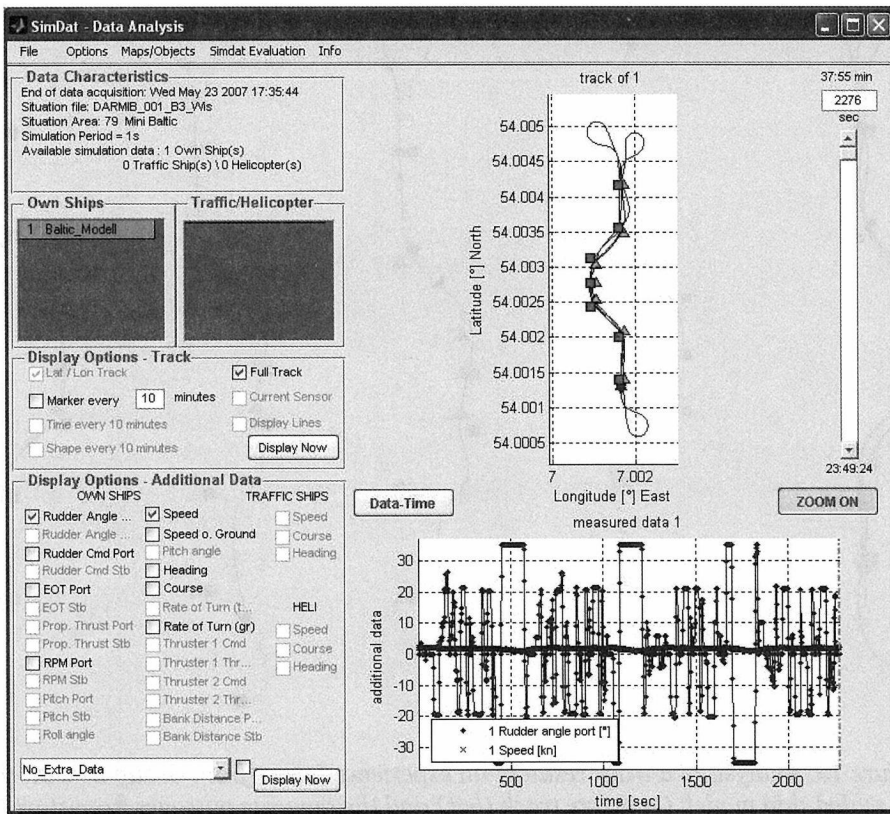 SimDat - Data Analysis
File Options Maps/Objects Simdat Evaluation Info
Data Characteristics
End of data acquisition: Wed May 23 2007 17:35:44
Situation file: DARMIB_001_B3_Wis
Situation Area: 79 Mini Baltic
Simulation Period = 1s
Available simulation data : 1 Own Ship(s)
0 Traffic Ship(s) \ 0 Helicopter(s)
Own Ships
1 Baltic_Modell
Traffic/Helicopter
Display Options - Track
Lat / Lon Track
Full Track
Marker every 10 minutes
Current Sensor
Time every 10 minutes
Display Lines
Shape every 10 minutes
Display Now
Display Options - Additional Data
OWN SHIPS
Rudder Angle ...
Rudder Angle ...
Rudder Cmd Port
Rudder Cmd Stb
EOT Port
EOT Stb
Prop. Thrust Port
Prop. Thrust Stb
RPM Port
RPM Stb
Pitch Port
Pitch Stb
Roll angle
Speed
Speed o. Ground
Pitch angle
Heading
Course
Rate of Turn (t...
Rate of Turn (gr)
Thruster 1 Cmd
Thruster 1 Thr...
Thruster 2 Cmd
Thruster 2 Thr...
Bank Distance P...
Bank Distance Stb
TRAFFIC SHIPS
Speed
Course
Heading
HELI
Speed
Course
Heading
No_Extra_Data
Display Now
track of 1
54.005
54.0045
54.004
54.0035
54.003
54.0025
54.002
54.0015
54.001
54.0005
Latitude [°] North
7 7.002
Longitude [°] East
37:55 min
2276
sec
23:49:24
Data-Time
ZOOM ON
measured data 1
30
20
10
0
-10
-20
-30
additional data
1 Rudder angle port [°]
1 Speed [kn]
500 1000 1500 2000
time [sec]